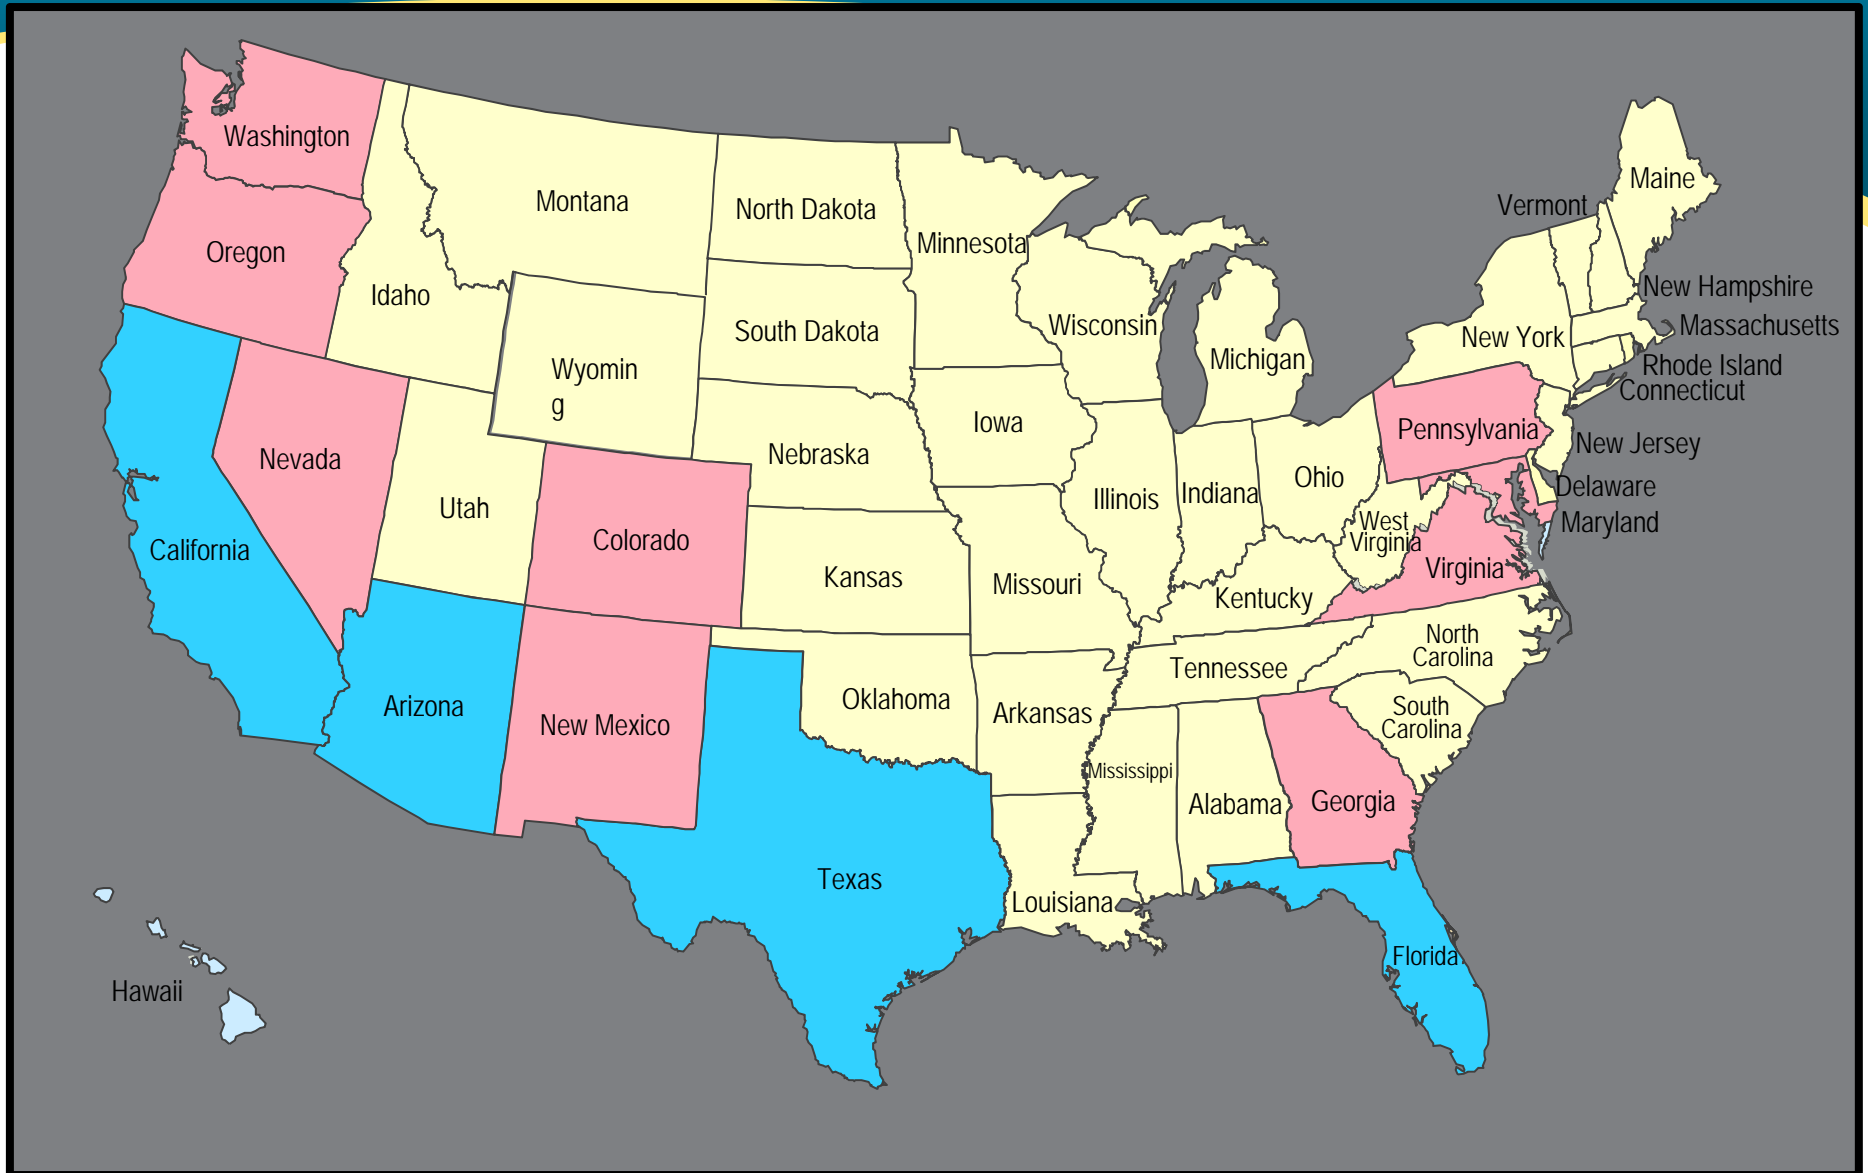 Washington
Montana
North Dakota
Minnesota
Maine
Vermont
Oregon
Idaho
New Hampshire
Wisconsin
South Dakota
New York
Massachusetts
Michigan
Rhode Island
Connecticut
Wyomin
g
Iowa
Pennsylvania
New Jersey
Nebraska
Nevada
Ohio
Indiana
Illinois
Delaware
Utah
West
Virginia
Maryland
Colorado
California
Virginia
Kansas
Missouri
Kentucky
North
Carolina
Tennessee
Oklahoma
Arizona
Arkansas
South
Carolina
New Mexico
Mississippi
Alabama
Georgia
Texas
Louisiana
Florida
Hawaii